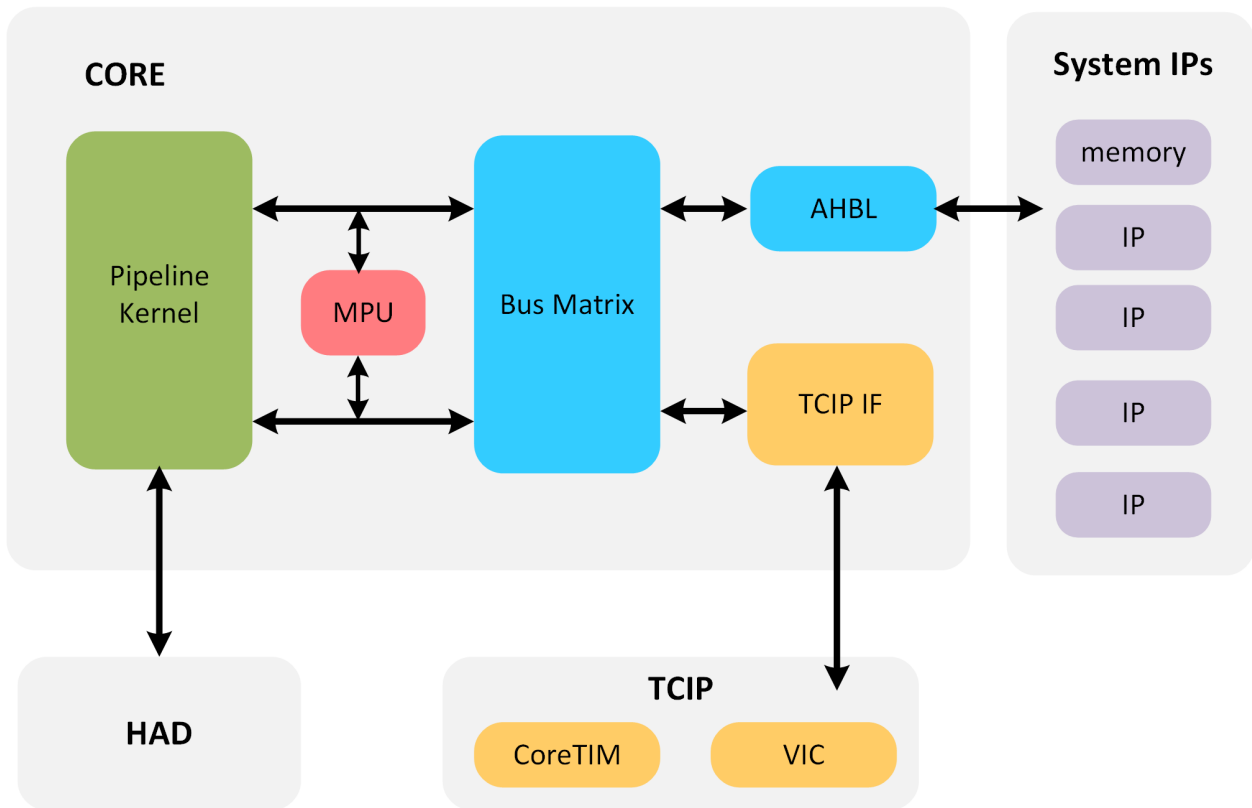 CORE
System IPs
memory
AHBL
IP
Pipeline
Kernel
MPU
Bus Matrix
IP
TCIP IF
IP
IP
TCIP
HAD
CoreTIM
VIC